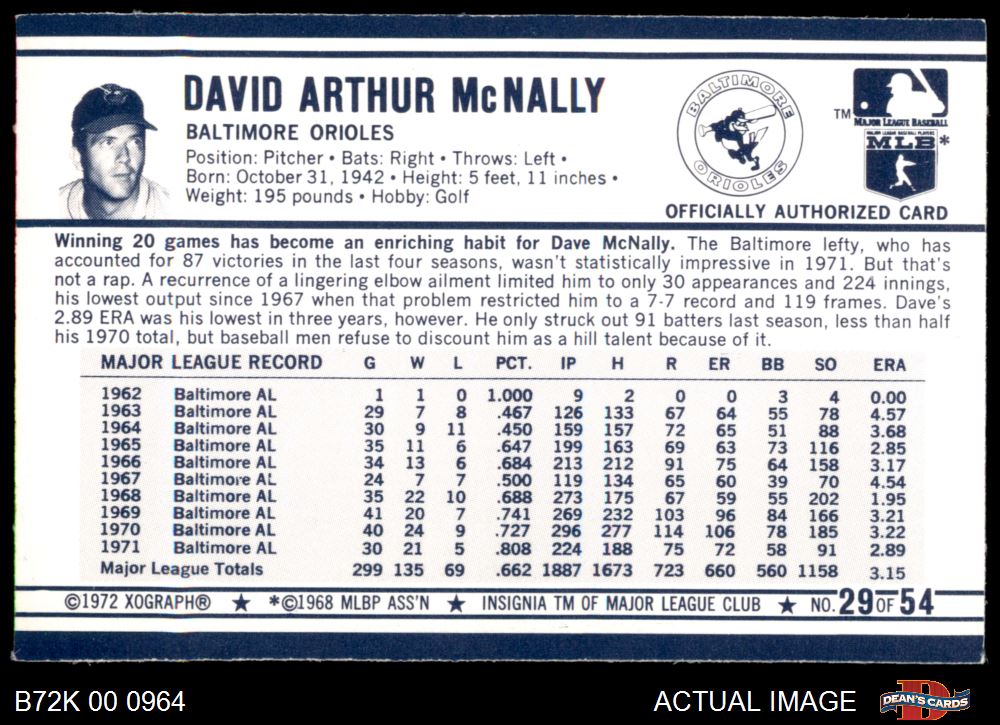 DAVID ARTHUR McNALLY
BALTIMORE ORIOLES
Position: Pitcher • Bats: Right • Throws: Left •
Born: October 31, 1942 • Height: 5 feet, 11 inches •
Weight: 195 pounds • Hobby: Golf
BALTIMORE
ORIOLES
TM
MAJOR LEAGUE BASEBALL
MAJOR LEAGUE BASEBALL PLAYERS
MLB*
OFFICIALLY AUTHORIZED CARD
Winning 20 games has become an enriching habit for Dave McNally. The Baltimore lefty, who has
accounted for 87 victories in the last four seasons, wasn't statistically impressive in 1971. But that's
not a rap. A recurrence of a lingering elbow ailment limited him to only 30 appearances and 224 innings,
his lowest output since 1967 when that problem restricted him to a 7-7 record and 119 frames. Dave's
2.89 ERA was his lowest in three years, however. He only struck out 91 batters last season, less than half
his 1970 total, but baseball men refuse to discount him as a hill talent because of it.
MAJOR LEAGUE RECORD G W L PCT. IP H R ER BB SO ERA
1962 Baltimore AL 1 1 0 1.000 9 2 0 0 3 4 0.00
1963 Baltimore AL 29 7 8 .467 126 133 67 64 55 78 4.57
1964 Baltimore AL 30 9 11 .450 159 157 72 65 51 88 3.68
1965 Baltimore AL 35 11 6 .647 199 163 69 63 73 116 2.85
1966 Baltimore AL 34 13 6 .684 213 212 91 75 64 158 3.17
1967 Baltimore AL 24 7 7 .500 119 134 65 60 39 70 4.54
1968 Baltimore AL 35 22 10 .688 273 175 67 59 55 202 1.95
1969 Baltimore AL 41 20 7 .741 269 232 103 96 84 166 3.21
1970 Baltimore AL 40 24 9 .727 296 277 114 106 78 185 3.22
1971 Baltimore AL 30 21 5 .808 224 188 75 72 58 91 2.89
Major League Totals 299 135 69 .662 1887 1673 723 660 560 1158 3.15
©1972 XOGRAPH® ★ *©1968 MLBP ASS'N ★ INSIGNIA TM OF MAJOR LEAGUE CLUB ★ NO. 29 OF 54
B72K 00 0964 ACTUAL IMAGE DEAN'S CARDS